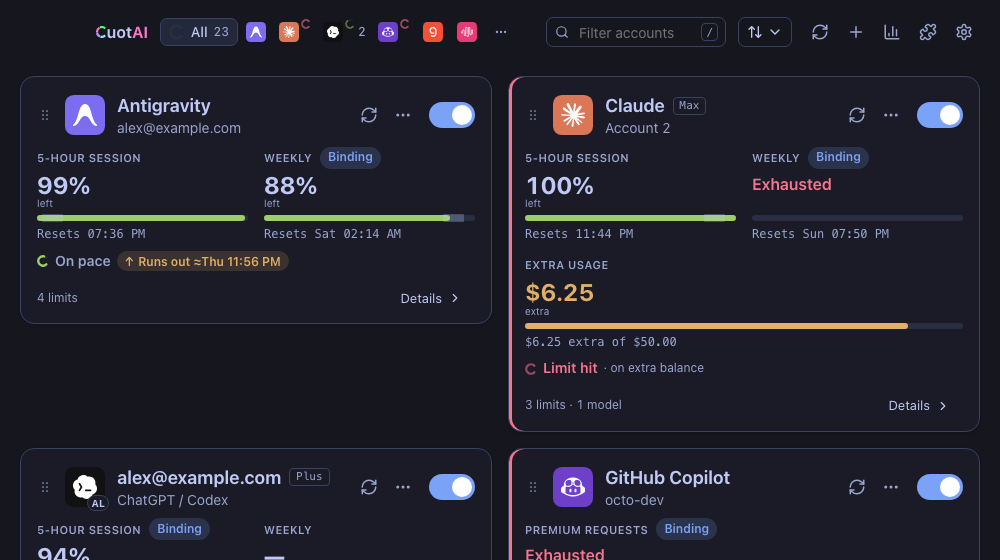 CuotAI
All 23
2
9
Filter accounts /
Antigravity
alex@example.com
5-HOUR SESSION
99%
left
Resets 07:36 PM
WEEKLY Binding
88%
left
Resets Sat 02:14 AM
On pace ↑ Runs out ≈Thu 11:56 PM
4 limits
Details
Claude Max
Account 2
5-HOUR SESSION
100%
left
Resets 11:44 PM
WEEKLY Binding
Exhausted
Resets Sun 07:50 PM
EXTRA USAGE
$6.25
extra
$6.25 extra of $50.00
Limit hit · on extra balance
3 limits · 1 model
Details
AL
alex@example.com Plus
ChatGPT / Codex
5-HOUR SESSION Binding
94%
WEEKLY
—
GitHub Copilot
octo-dev
PREMIUM REQUESTS Binding
Exhausted